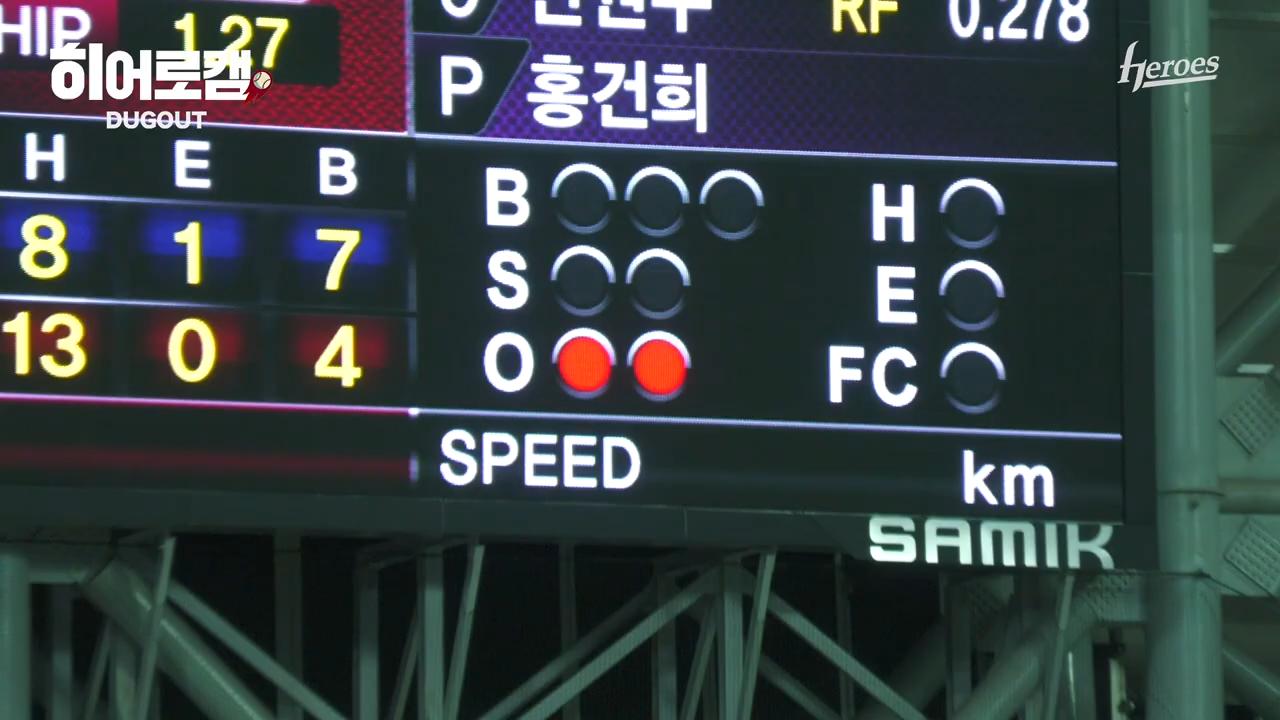 HIP 1.27
RF 0.278
히어로캠
DUGOUT
Heroes
P 홍건희
H E B
8 1 7
13 0 4
B
S
O
H
E
FC
SPEED km
SAMIK